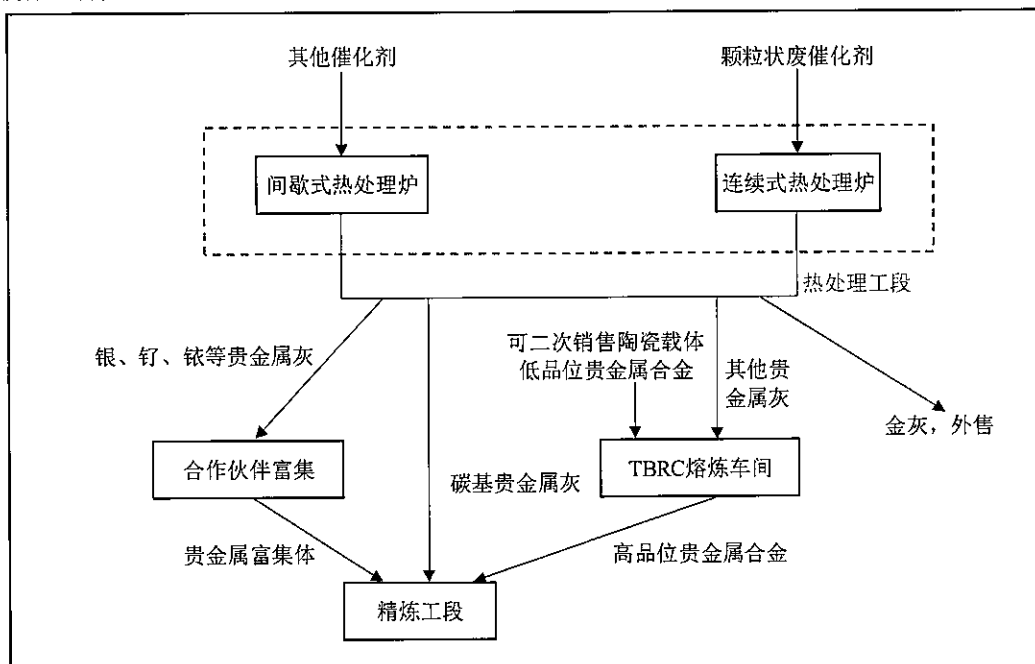 其他催化剂
颗粒状废催化剂
间歇式热处理炉
连续式热处理炉
热处理工段
银、钌、铱等贵金属灰
可二次销售陶瓷载体
低品位贵金属合金
其他贵
金属灰
金灰，外售
合作伙伴富集
碳基贵金属灰
TBRC熔炼车间
贵金属富集体
高品位贵金属合金
精炼工段